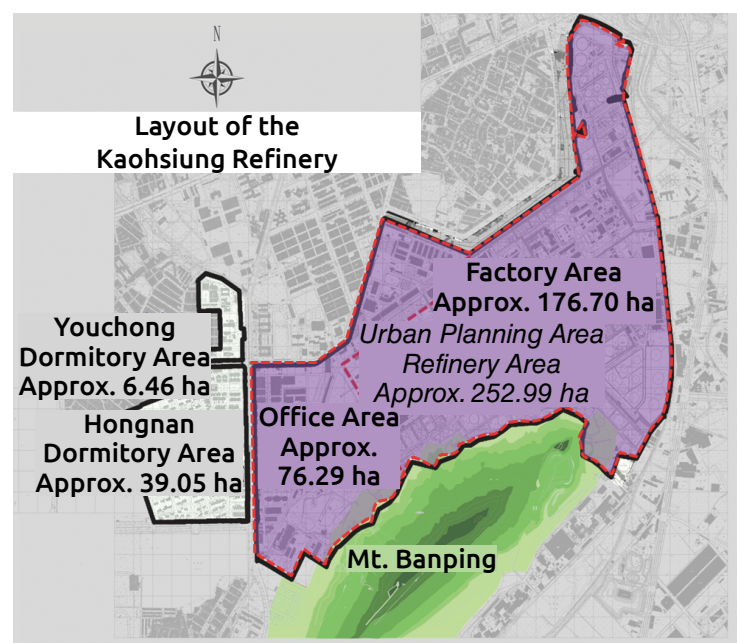 N
Layout of the
Kaohsiung Refinery
Factory Area
Approx. 176.70 ha
Urban Planning Area
Refinery Area
Approx. 252.99 ha
Youchong
Dormitory Area
Approx. 6.46 ha
Hongnan
Dormitory Area
Approx. 39.05 ha
Office Area
Approx.
76.29 ha
Mt. Banping